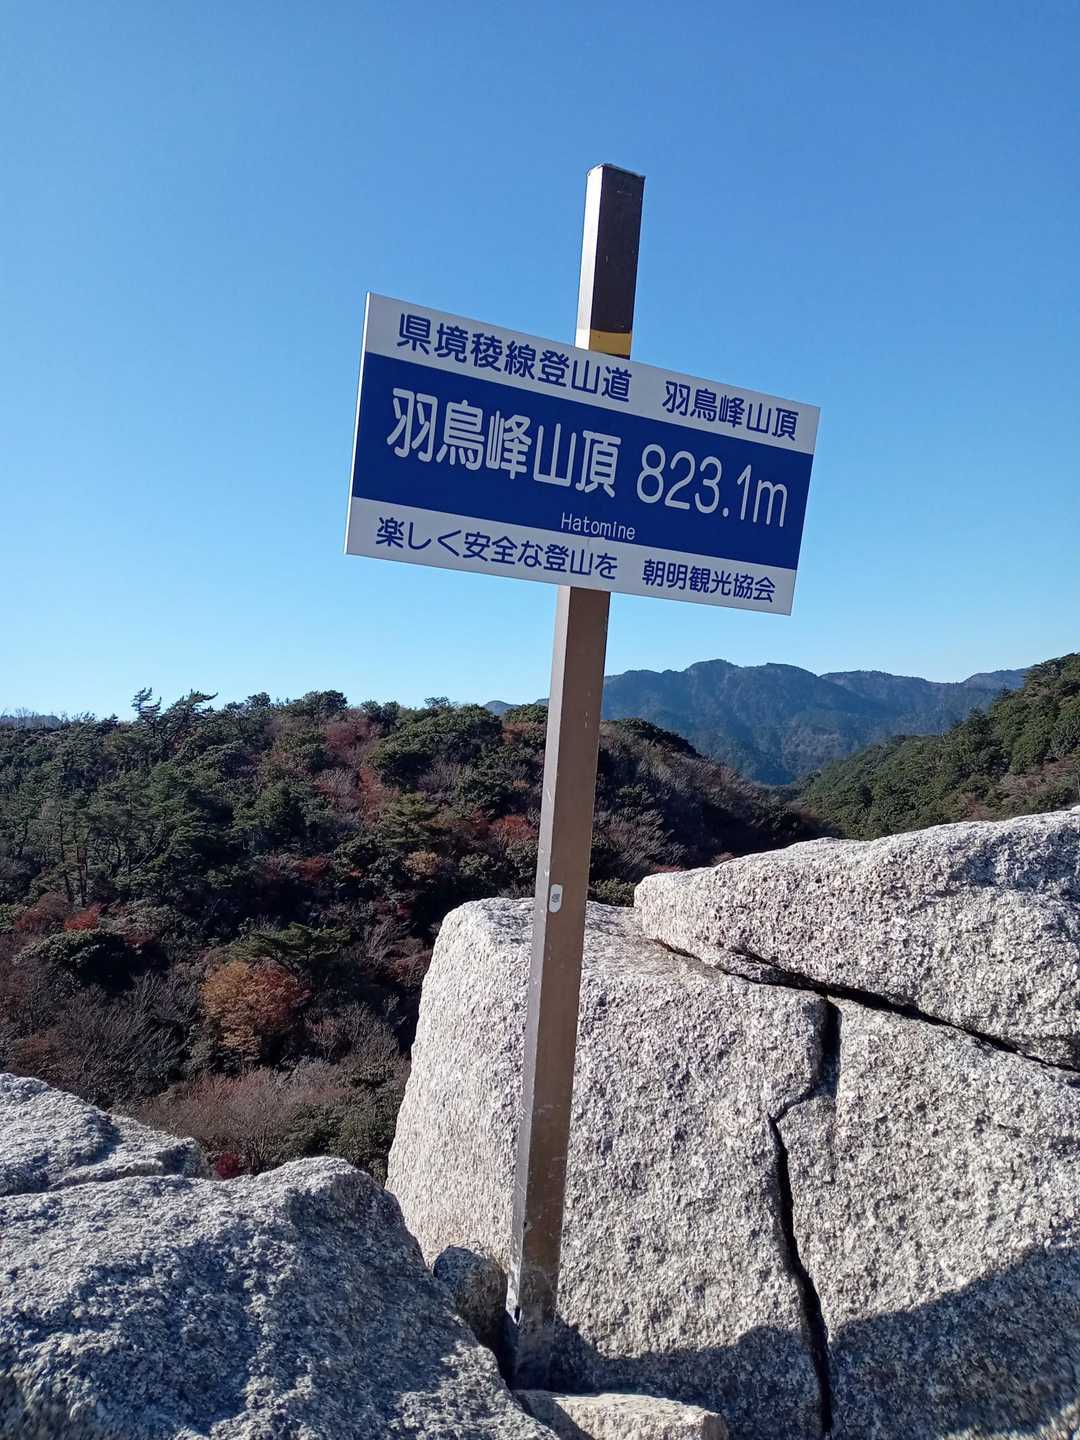 県境稜線登山道 羽鳥峰山頂
羽鳥峰山頂 823.1m
Hatomine
楽しく安全な登山を 朝明観光協会